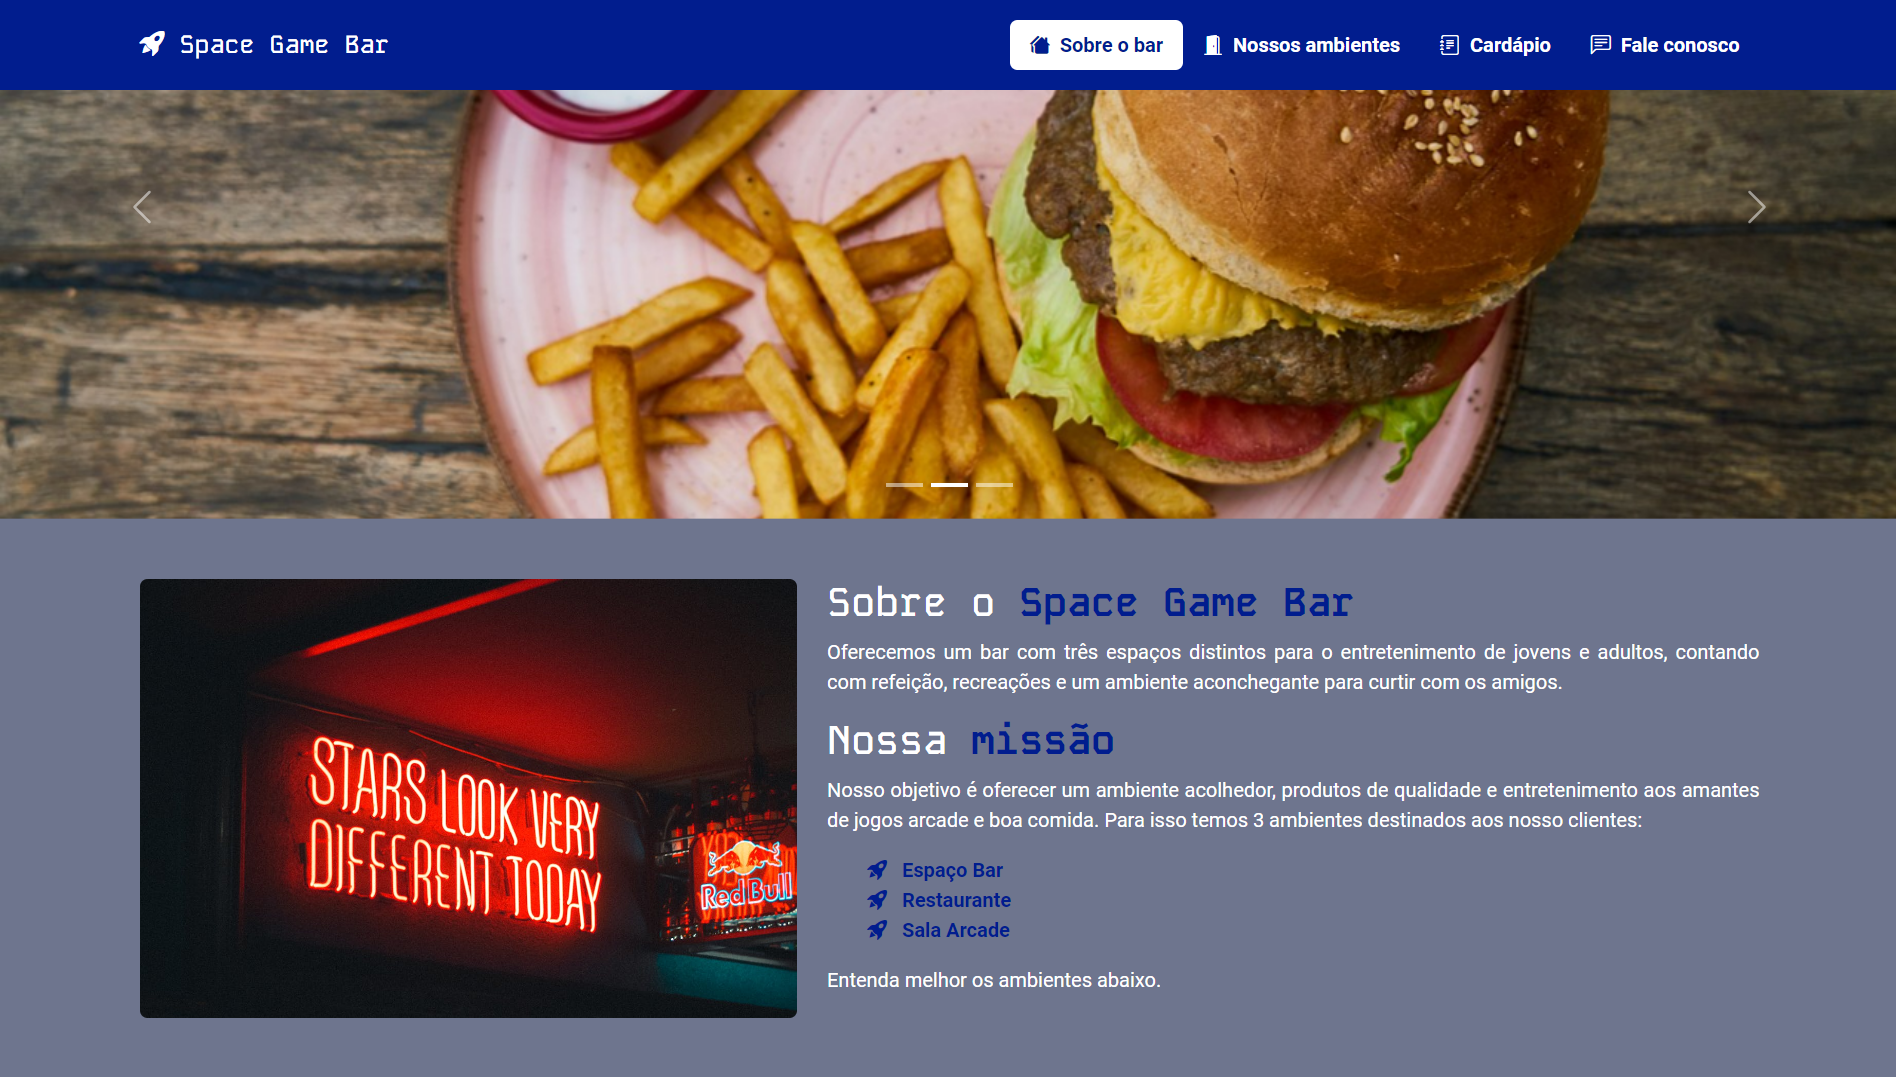 Space Game Bar
Sobre o bar
Nossos ambientes
Cardápio
Fale conosco
STARS LOOK VERY
DIFFERENT TODAY
RedBull
Sobre o Space Game Bar
Oferecemos um bar com três espaços distintos para o entretenimento de jovens e adultos, contando
com refeição, recreações e um ambiente aconchegante para curtir com os amigos.
Nossa missão
Nosso objetivo é oferecer um ambiente acolhedor, produtos de qualidade e entretenimento aos amantes
de jogos arcade e boa comida. Para isso temos 3 ambientes destinados aos nosso clientes:
Espaço Bar
Restaurante
Sala Arcade
Entenda melhor os ambientes abaixo.